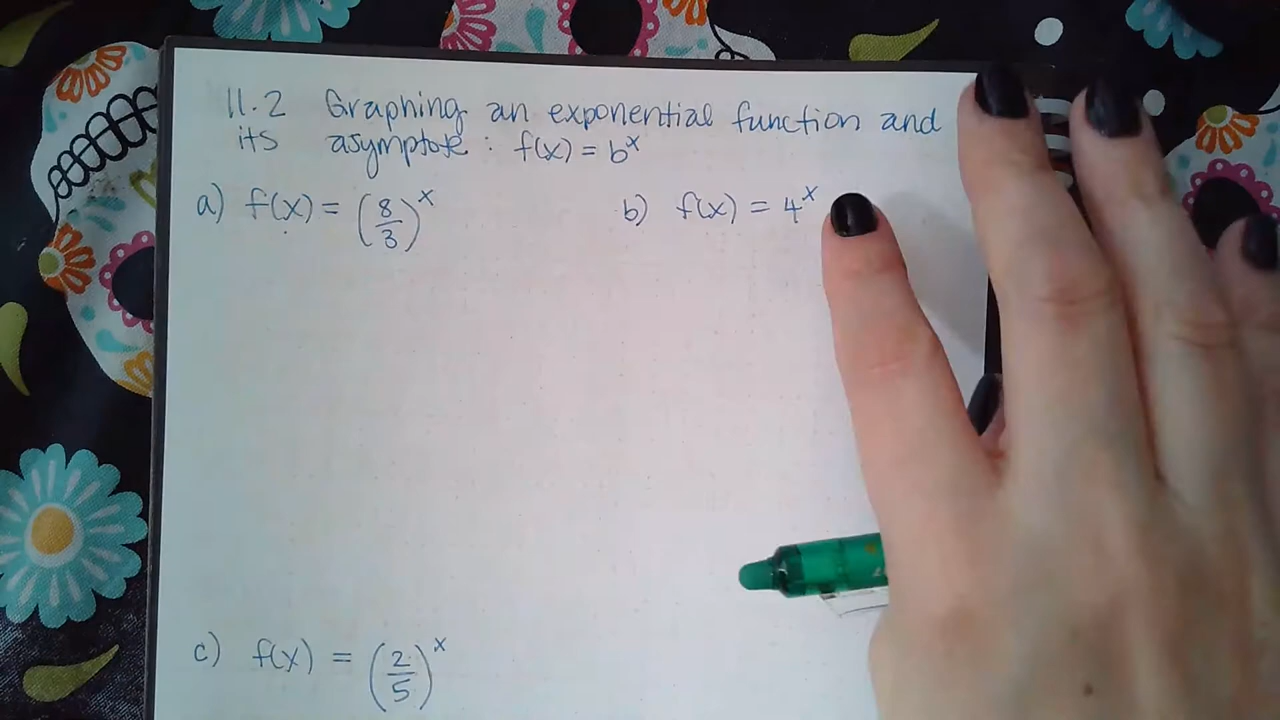 11.2 Graphing an exponential function and
its asymptote : f(x) = b^x
a) f(x) = (8/3)^x
b) f(x) = 4^x
c) f(x) = (2/5)^x